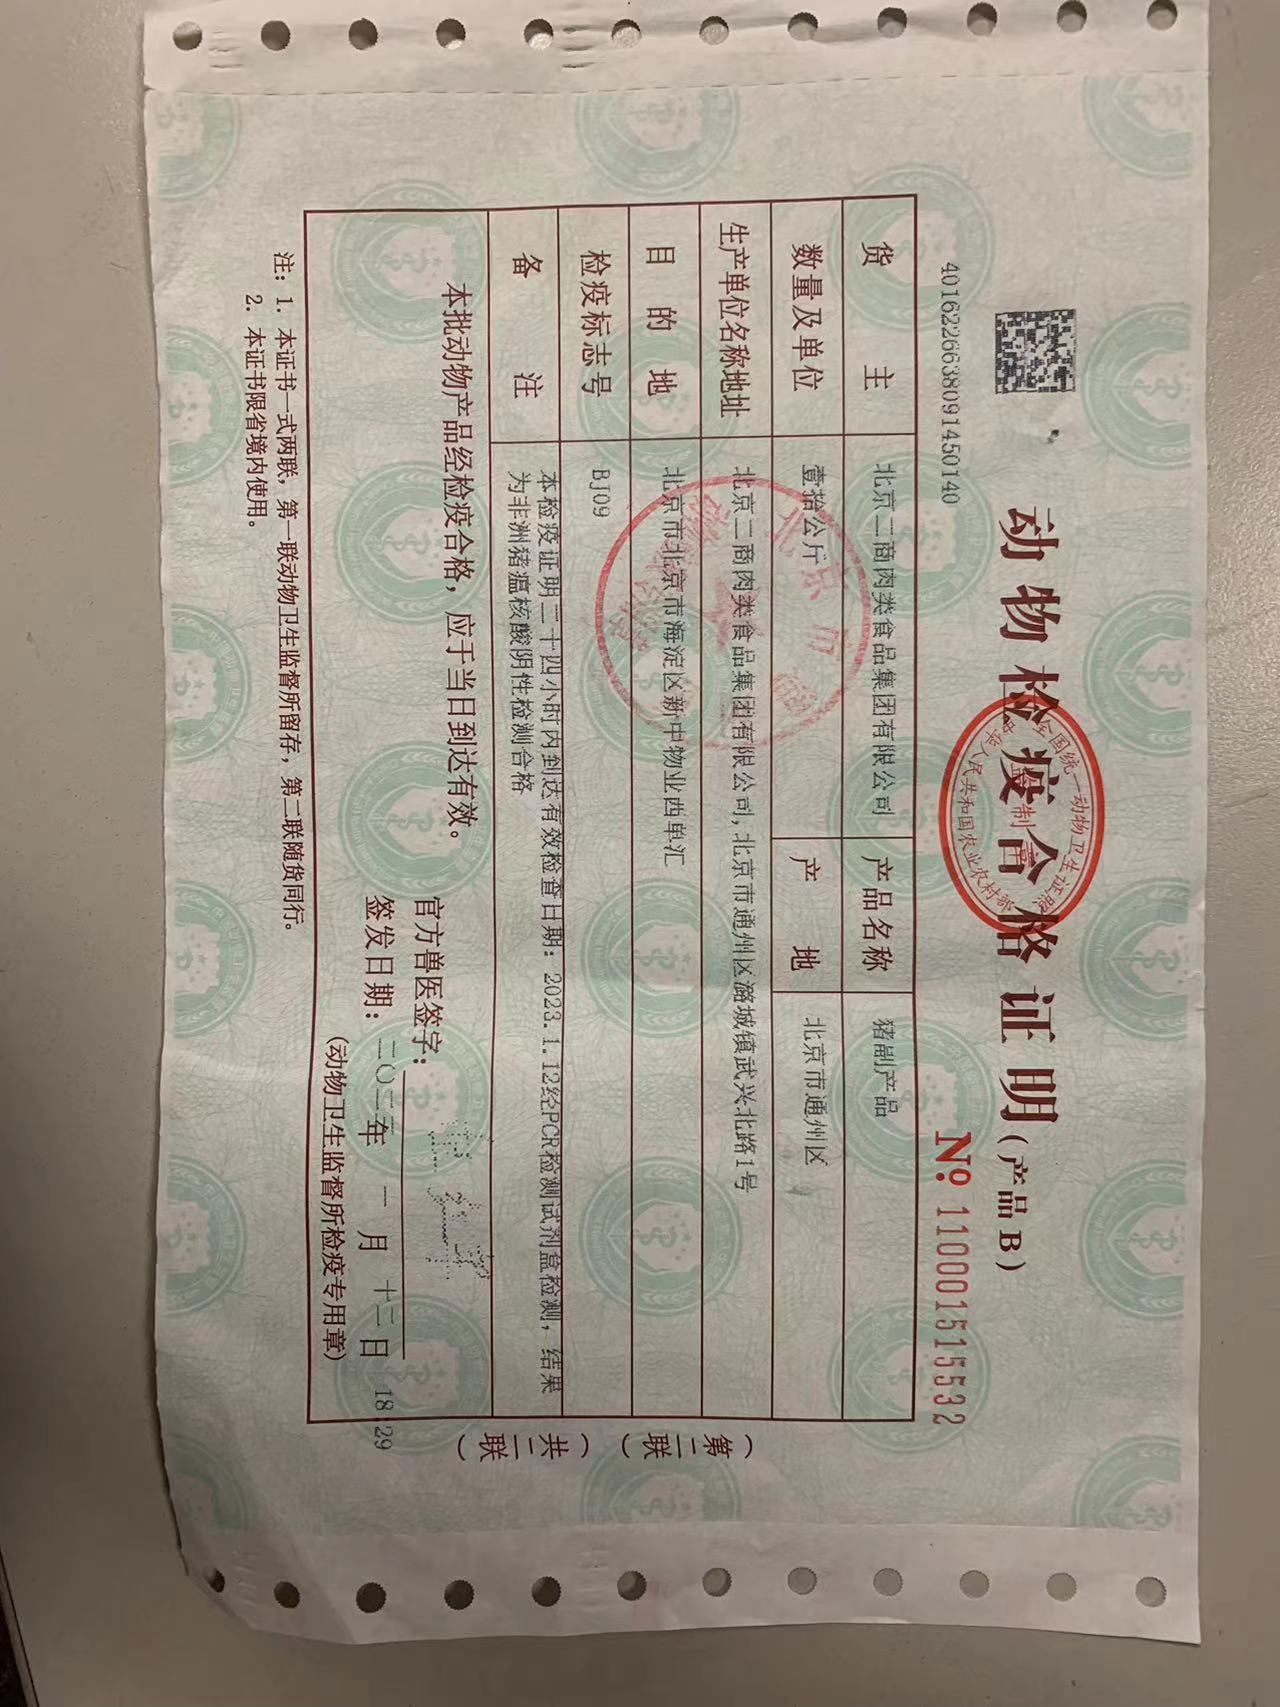 动物检疫合格证明(产品 B)
4016226638091450140
№ 110001515532
货 主 北京二商肉类食品集团有限公司 产品名称 猪副产品
数量及单位 壹拾公斤 产 地 北京市通州区
生产单位名称地址 北京二商肉类食品集团有限公司,北京市通州区潞城镇武兴北路1号
目 的 地 北京市北京市海淀区新中物业西单汇
检疫标志号 BJ09
备 注 本检疫证明二十四小时内到达有效检查日期: 2023.1.12经PCR检测试剂盒检测,结果
为非洲猪瘟核酸阴性检测合格
本批动物产品经检疫合格,应于当日到达有效。
官方兽医签字:
签发日期: 二〇二三年 一 月 十二日 18:29
(动物卫生监督所检疫专用章)
注: 1. 本证书一式两联,第一联动物卫生监督所留存,第二联随货同行。
2. 本证书限省境内使用。
(第二联)
(共二联)
全国统一动物卫生证照
监制章
中华人民共和国农业农村部
北京市